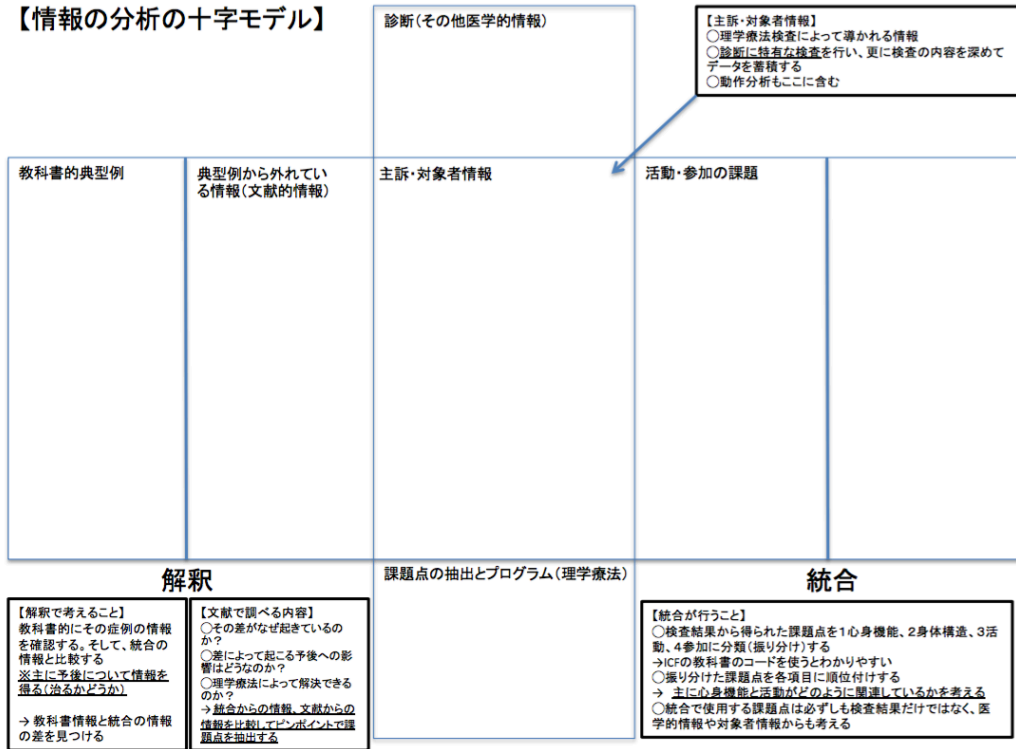 【情報の分析の十字モデル】
診断(その他医学的情報)
【主訴・対象者情報】
○理学療法検査によって導かれる情報
○診断に特有な検査を行い、更に検査の内容を深めて
データを蓄積する
○動作分析もここに含む
教科書的典型例
典型例から外れてい
る情報(文献的情報)
主訴・対象者情報
活動・参加の課題
解釈
課題点の抽出とプログラム(理学療法)
統合
【解釈で考えること】
教科書的にその症例の情報
を確認する。そして、統合の
情報と比較する
※主に予後について情報を
得る(治るかどうか)
→ 教科書情報と統合の情報
の差を見つける
【文献で調べる内容】
○その差がなぜ起きているの
か?
○差によって起こる予後への影
響はどうなのか?
○理学療法によって解決できる
のか?
→統合からの情報、文献からの
情報を比較してピンポイントで課
題点を抽出する
【統合が行うこと】
○検査結果から得られた課題点を1心身機能、2身体構造、3活
動、4参加に分類(振り分け)する
→ICFの教科書のコードを使うとわかりやすい
○振り分けた課題点を各項目に順位付けする
→ 主に心身機能と活動がどのように関連しているかを考える
○統合で使用する課題点は必ずしも検査結果だけではなく、医
学的情報や対象者情報からも考える